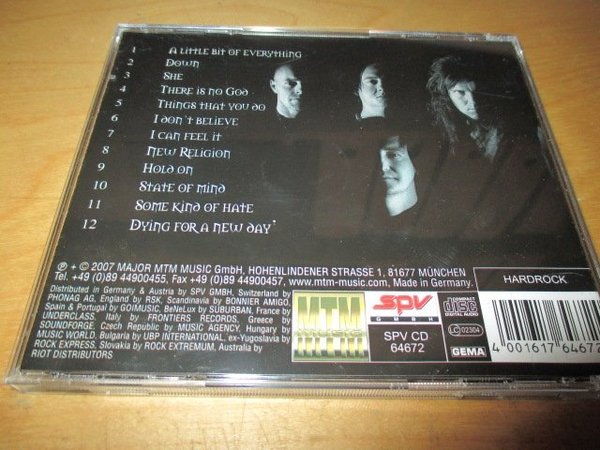 1 A LITTLE BIT OF EVERYTHING
2 DOWN
3 SHE
4 THERE IS NO GOD
5 THINGS THAT YOU DO
6 I DON'T BELIEVE
7 I CAN FEEL IT
8 NEW RELIGION
9 HOLD ON
10 STATE OF MIND
11 SOME KIND OF HATE
12 DYING FOR A NEW DAY'
℗ + © 2007 MAJOR MTM MUSIC GmbH, HOHENLINDENER STRASSE 1, 81677 MÜNCHEN
Tel. +49 (0)89 44900455, Fax +49 (0)89 44900457, www.mtm-music.com, Made in Germany.
Distributed in Germany & Austria by SPV GMBH, Switzerland by
PHONAG AG, England by RSK, Scandinavia by BONNIER AMIGO,
Spain & Portugal by GOIMUSIC, BeNeLux by SUBURBAN, France by
UNDERCLASS, Italy by FRONTIERS RECORDS, Greece by
SOUNDFORGE, Czech Republic by MUSIC AGENCY, Hungary by
MUSIC WORLD, Bulgaria by UBP INTERNATIONAL, ex-Yugoslavia by
ROCK EXPRESS, Slovakia by ROCK EXTREMUM, Australia by
RIOT DISTRIBUTORS
MTM
SPV
GMBH
SPV CD
64672
HARDROCK
COMPACT
disc
DIGITAL AUDIO
LC 02304
GEMA
4 001617 64672